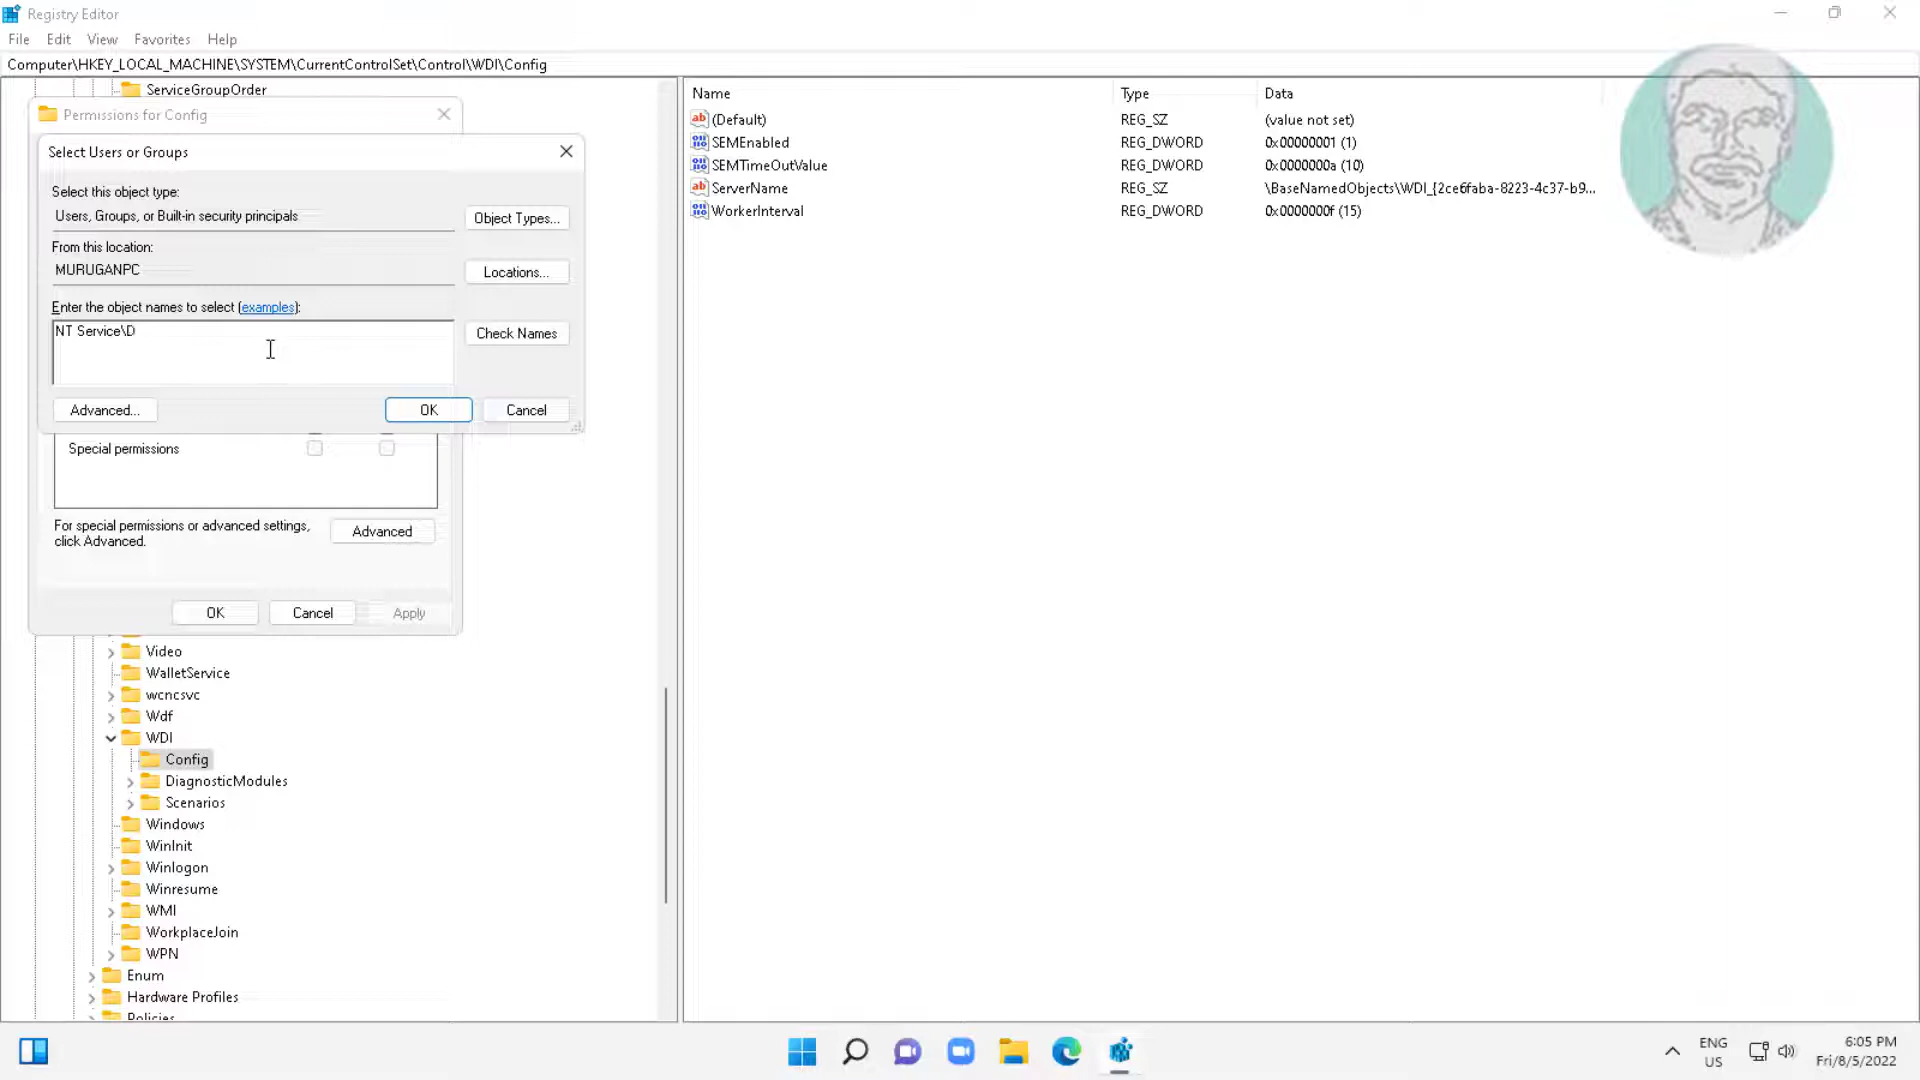 Registry Editor
File Edit View Favorites Help
Computer\HKEY_LOCAL_MACHINE\SYSTEM\CurrentControlSet\Control\WDI\Config
ServiceGroupOrder
Permissions for Config
Select Users or Groups
Select this object type:
Users, Groups, or Built-in security principals
Object Types...
From this location:
MURUGANPC
Locations...
Enter the object names to select (examples):
NT Service\D
Check Names
Advanced...
OK
Cancel
Special permissions
For special permissions or advanced settings,
click Advanced.
Advanced
OK
Cancel
Apply
Video
WalletService
wcncsvc
Wdf
WDI
Config
DiagnosticModules
Scenarios
Windows
WinInit
Winlogon
Winresume
WMI
WorkplaceJoin
WPN
Enum
Hardware Profiles
Policies
Name Type Data
(Default) REG_SZ (value not set)
SEMEnabled REG_DWORD 0x00000001 (1)
SEMTimeOutValue REG_DWORD 0x0000000a (10)
ServerName REG_SZ \BaseNamedObjects\WDI_{2ce6faba-8223-4c37-b9...
WorkerInterval REG_DWORD 0x0000000f (15)
ENG
US
6:05 PM
Fri/8/5/2022